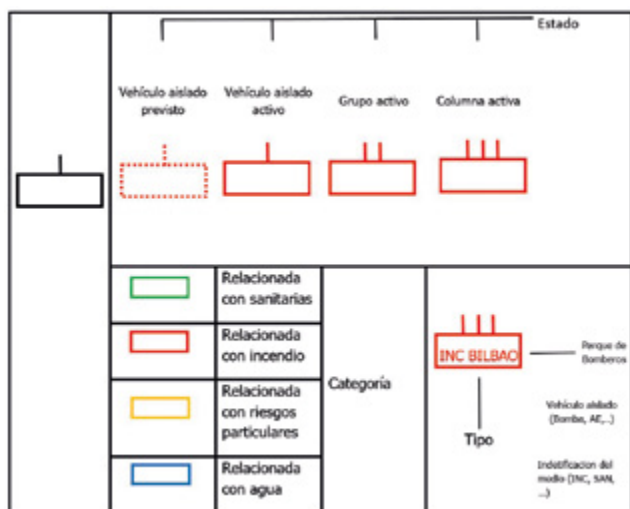 Estado
Vehículo aislado
previsto
Vehículo aislado
activo
Grupo activo
Columna activa
Relacionada
con sanitarias
Relacionada
con incendio
Relacionada
con riesgos
particulares
Relacionada
con agua
Categoría
INC BILBAO
Parque de
Bomberos
Tipo
Vehículo aislado
(Bomba, AE,..)
Indetificacion del
medio (INC, SAN,
...)